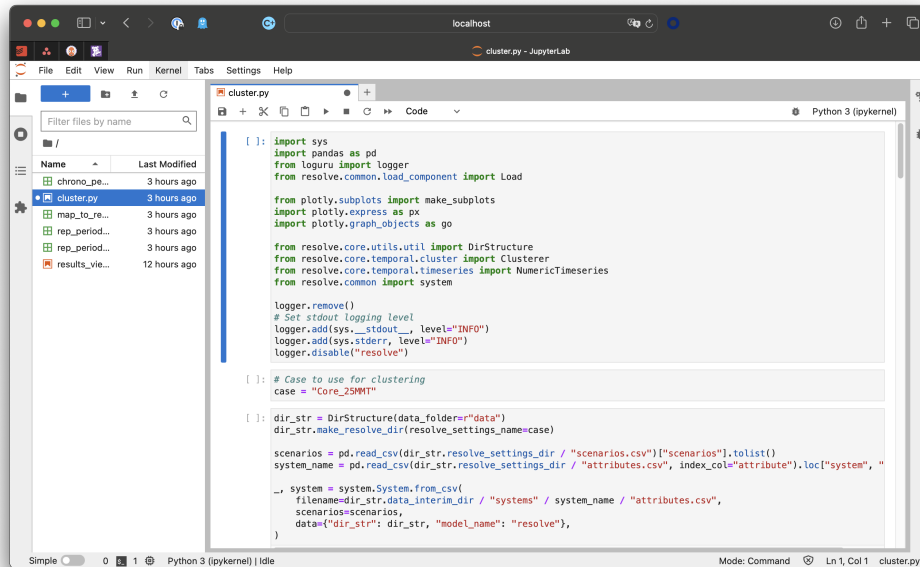 localhost
cluster.py - JupyterLab
File Edit View Run Kernel Tabs Settings Help
cluster.py
Code
Python 3 (ipykernel)
Filter files by name
/
Name Last Modified
chrono_pe... 3 hours ago
cluster.py 3 hours ago
map_to_re... 3 hours ago
rep_period... 3 hours ago
rep_period... 3 hours ago
results_vie... 12 hours ago
[ ]: import sys
import pandas as pd
from loguru import logger
from resolve.common.load_component import Load
from plotly.subplots import make_subplots
import plotly.express as px
import plotly.graph_objects as go
from resolve.core.utils.util import DirStructure
from resolve.core.temporal.cluster import Clusterer
from resolve.core.temporal.timeseries import NumericTimeseries
from resolve.common import system
logger.remove()
# Set stdout logging level
logger.add(sys.__stdout__, level="INFO")
logger.add(sys.stderr, level="INFO")
logger.disable("resolve")
[ ]: # Case to use for clustering
case = "Core_25MMT"
[ ]: dir_str = DirStructure(data_folder=r"data")
dir_str.make_resolve_dir(resolve_settings_name=case)
scenarios = pd.read_csv(dir_str.resolve_settings_dir / "scenarios.csv")["scenarios"].tolist()
system_name = pd.read_csv(dir_str.resolve_settings_dir / "attributes.csv", index_col="attribute").loc["system", "
_, system = system.System.from_csv(
filename=dir_str.data_interim_dir / "systems" / system_name / "attributes.csv",
scenarios=scenarios,
data={"dir_str": dir_str, "model_name": "resolve"},
)
Simple 0 1 Python 3 (ipykernel) | Idle Mode: Command Ln 1, Col 1 cluster.py